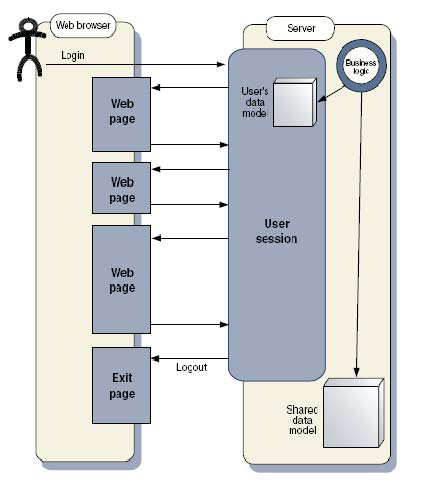 Web browser
Server
Login
Business
logic
User's
data
model
Web
page
Web
page
User
session
Web
page
Logout
Exit
page
Shared
data
model